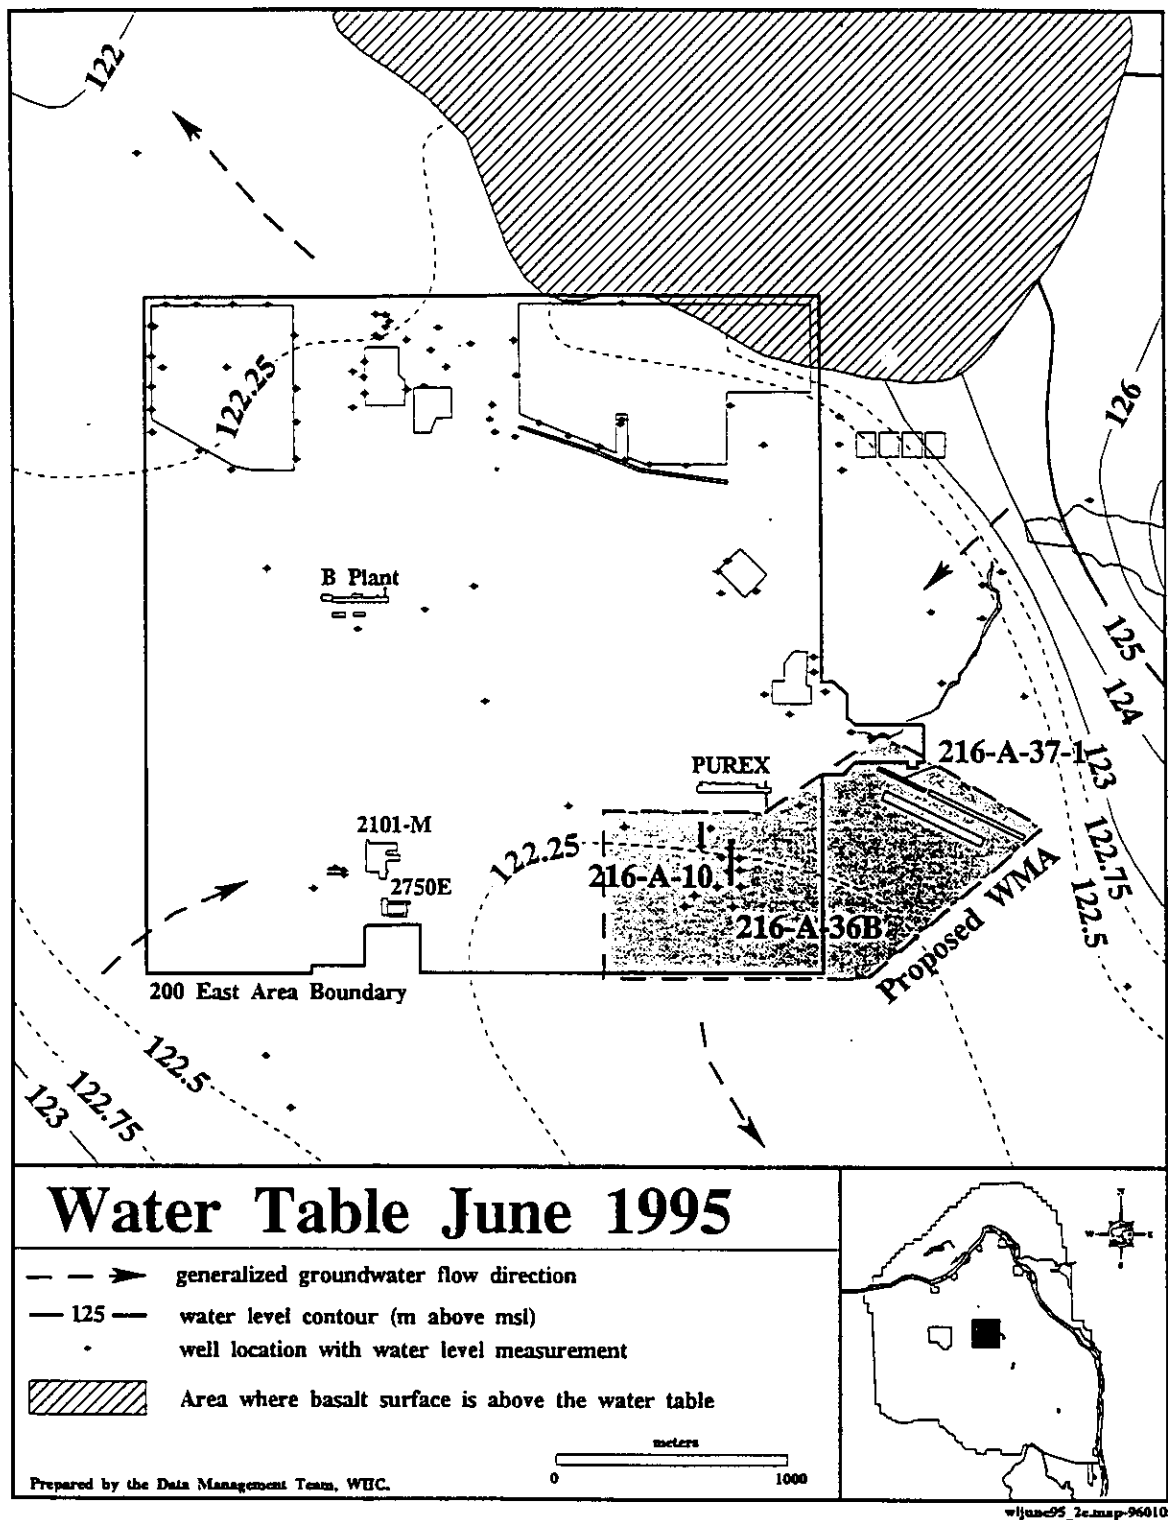 122
122.25
126
B Plant
125
124
216-A-37-1
123
PUREX
2101-M
122.25
122.75
2750E
216-A-10
122.5
216-A-36B
Proposed WMA
200 East Area Boundary
122.5
122.75
123
Water Table June 1995
generalized groundwater flow direction
125
water level contour (m above msl)
well location with water level measurement
Area where basalt surface is above the water table
meters
0 1000
Prepared by the Data Management Team, WHC.
N
W E
S
wljune95_2e.map-96010